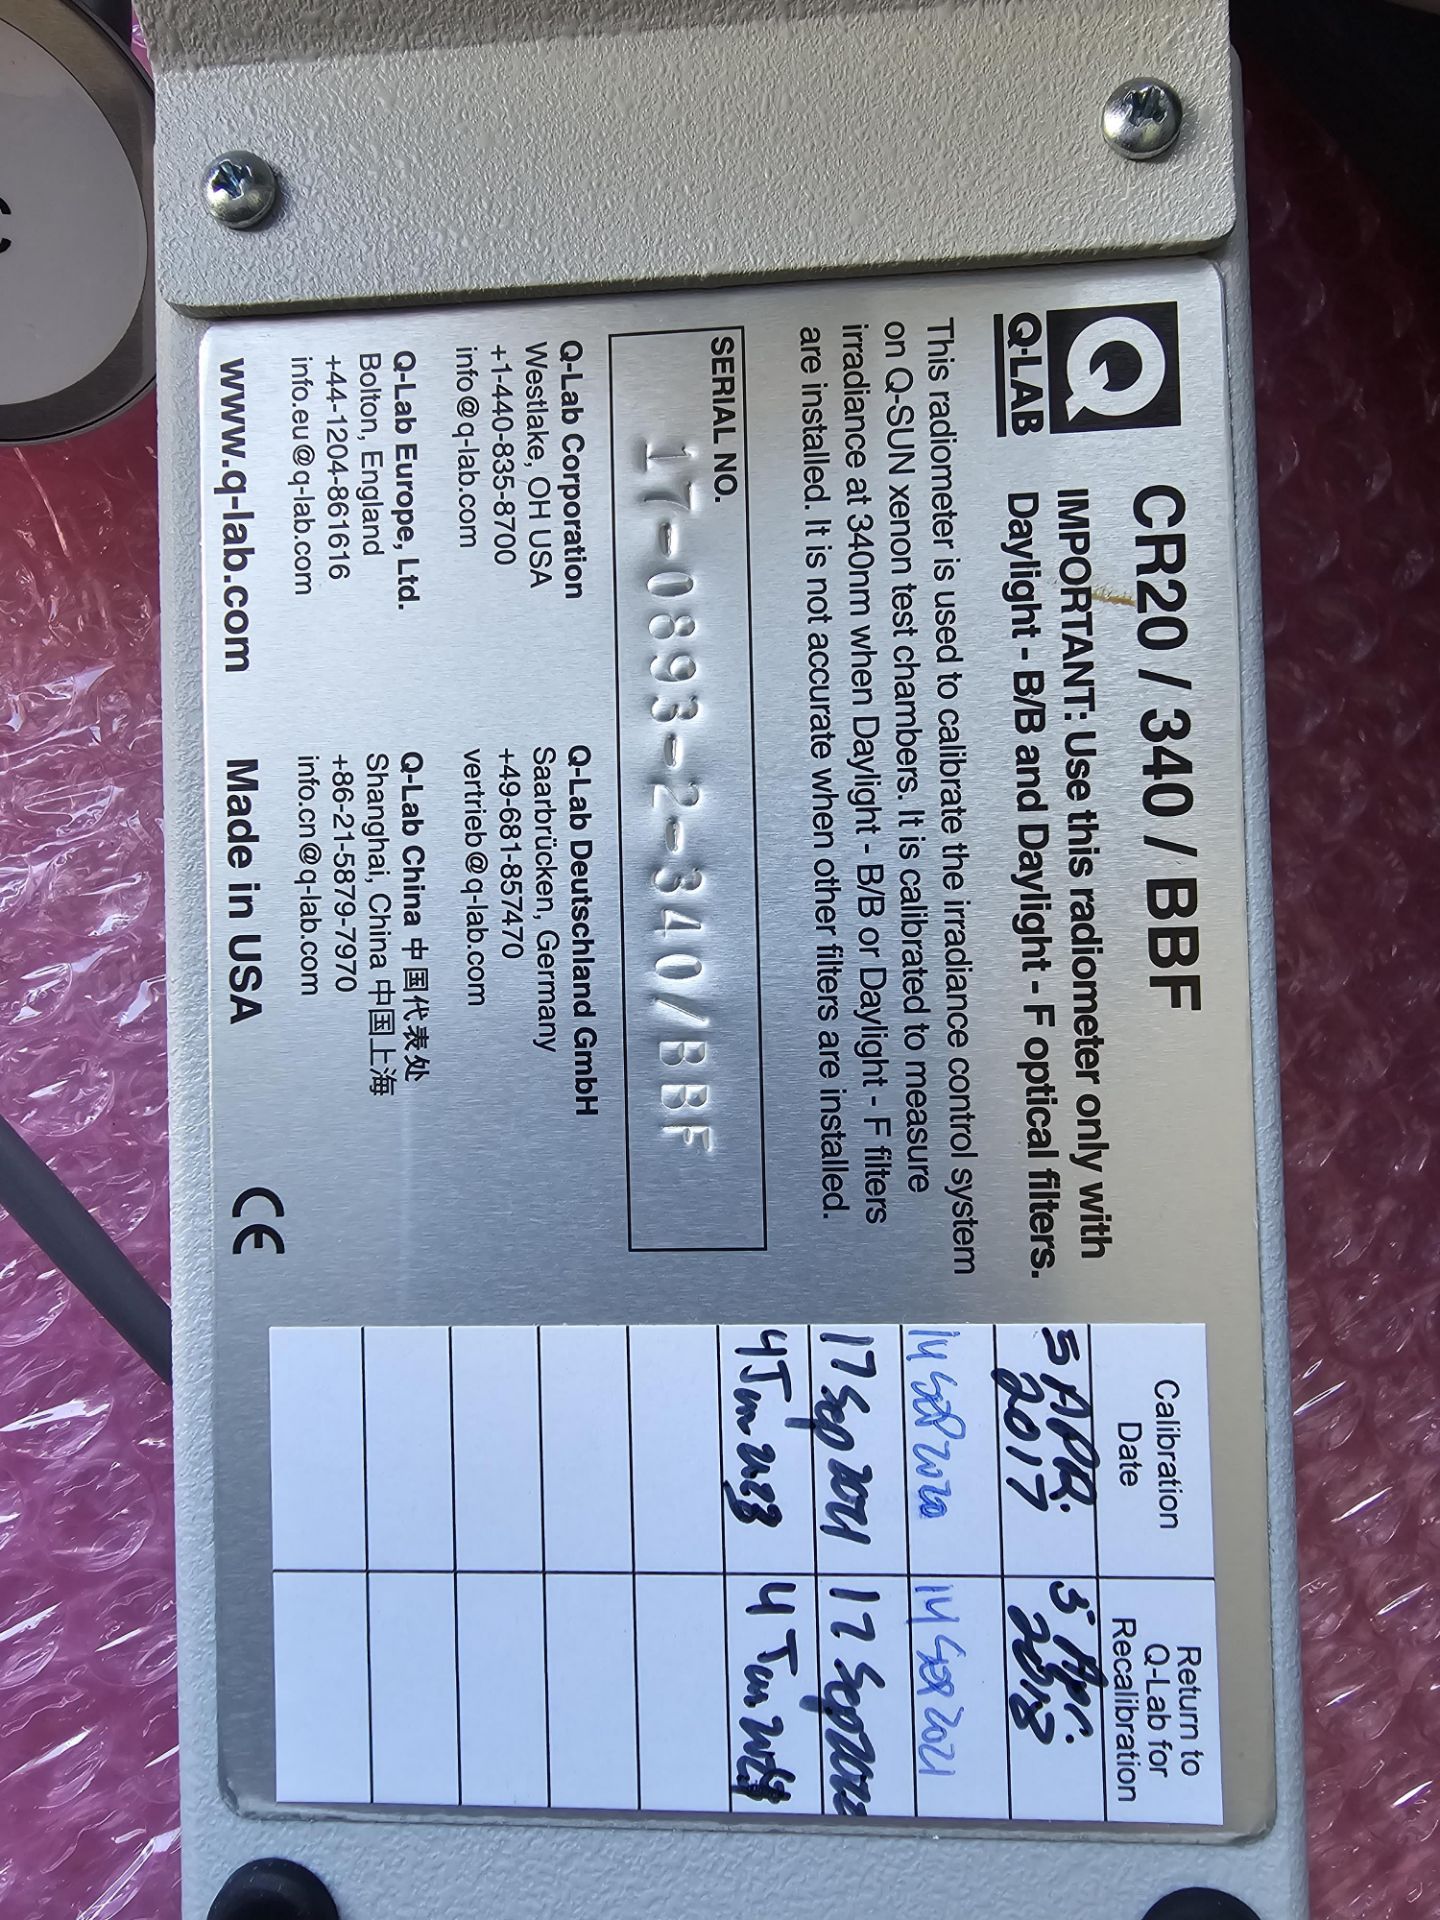 Q-LAB
CR20 / 340 / BBF
IMPORTANT: Use this radiometer only with
Daylight - B/B and Daylight - F optical filters.
This radiometer is used to calibrate the irradiance control system
on Q-SUN xenon test chambers. It is calibrated to measure
irradiance at 340nm when Daylight - B/B or Daylight - F filters
are installed. It is not accurate when other filters are installed.
SERIAL NO.
17-0893-2-340/BBF
Q-Lab Corporation
Westlake, OH USA
+1-440-835-8700
info@q-lab.com
Q-Lab Deutschland GmbH
Saarbrücken, Germany
+49-681-857470
vertrieb@q-lab.com
Q-Lab Europe, Ltd.
Bolton, England
+44-1204-861616
info.eu@q-lab.com
Q-Lab China 中国代表处
Shanghai, China 中国上海
+86-21-5879-7970
info.cn@q-lab.com
www.q-lab.com
Made in USA
CE
Calibration
Date
Return to
Q-Lab for
Recalibration
5 APR.
2017
5 Apr.
2018
14 SEP 2020
14 SEP 2021
17 Sep 2021
17 Sep
4 Jan 2023
4 Jan